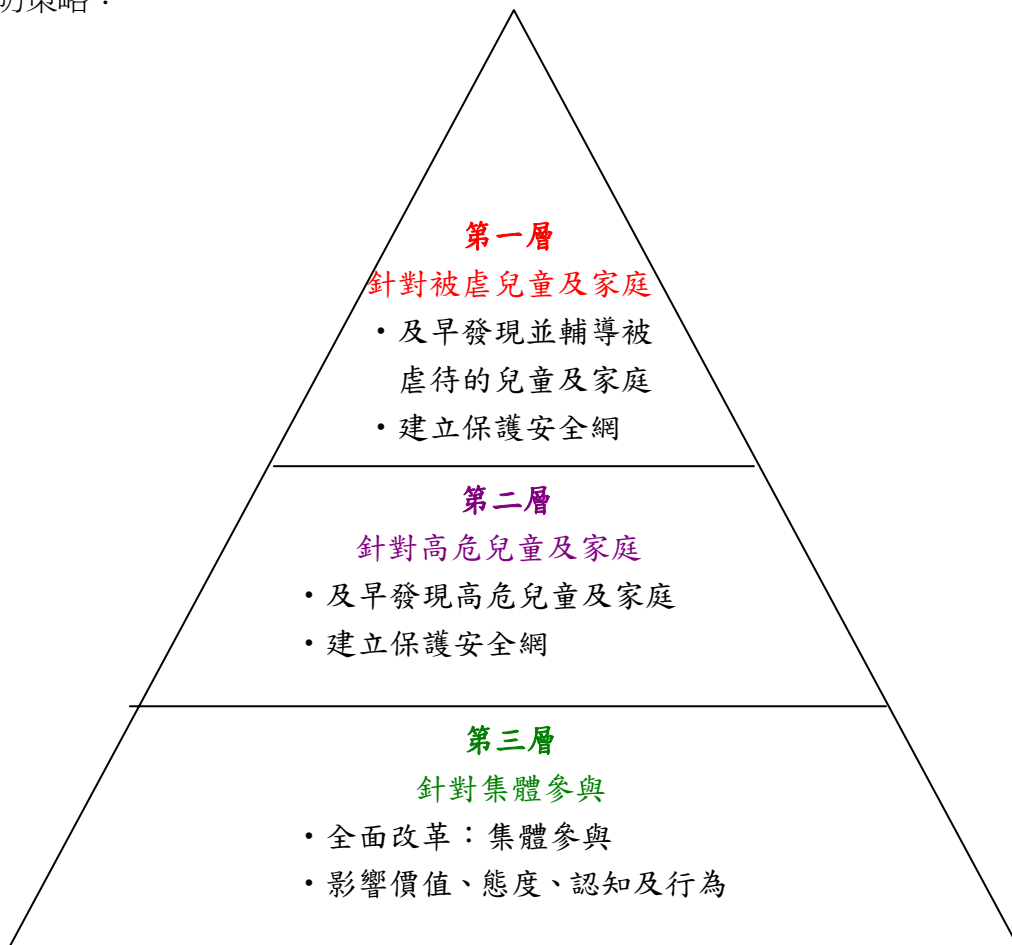 防策略：
第一層
針對被虐兒童及家庭
・及早發現並輔導被
虐待的兒童及家庭
・建立保護安全網
第二層
針對高危兒童及家庭
・及早發現高危兒童及家庭
・建立保護安全網
第三層
針對集體參與
・全面改革：集體參與
・影響價值、態度、認知及行為